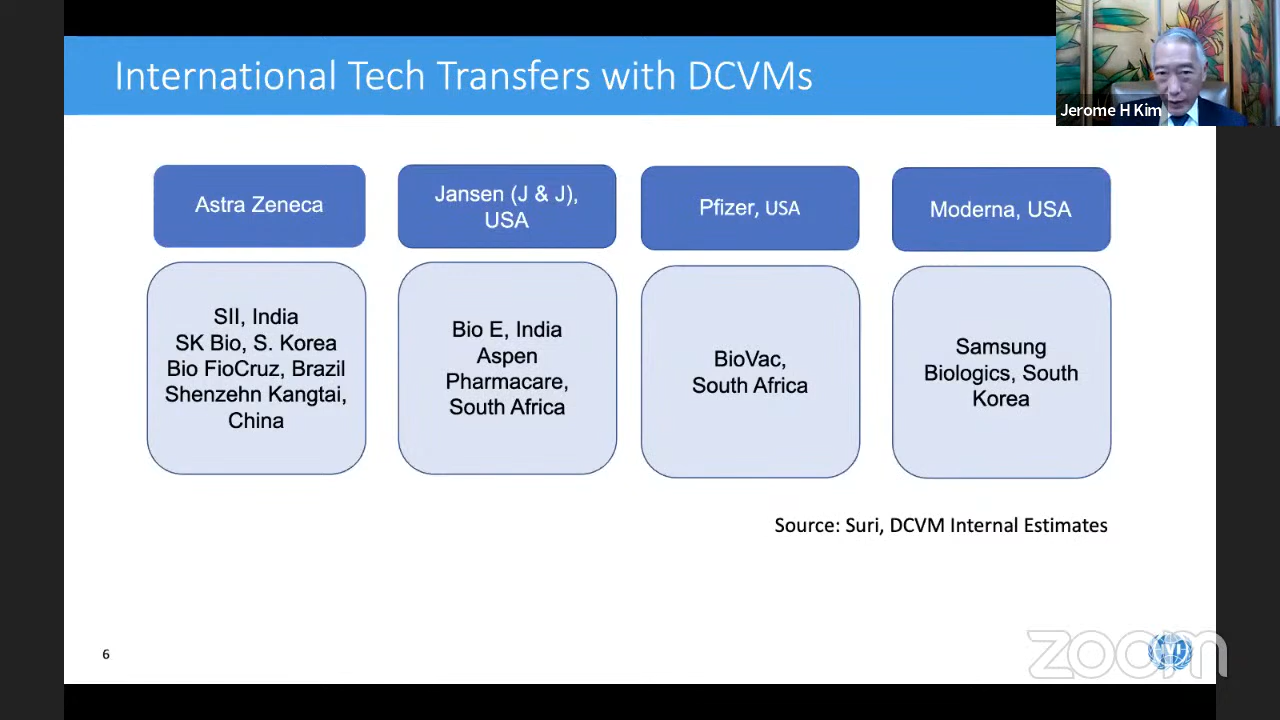 International Tech Transfers with DCVMs
Jerome H Kim
Astra Zeneca
Jansen (J & J),
USA
Pfizer, USA
Moderna, USA
SII, India
SK Bio, S. Korea
Bio FioCruz, Brazil
Shenzehn Kangtai,
China
Bio E, India
Aspen
Pharmacare,
South Africa
BioVac,
South Africa
Samsung
Biologics, South
Korea
Source: Suri, DCVM Internal Estimates
6
zoom
IVI